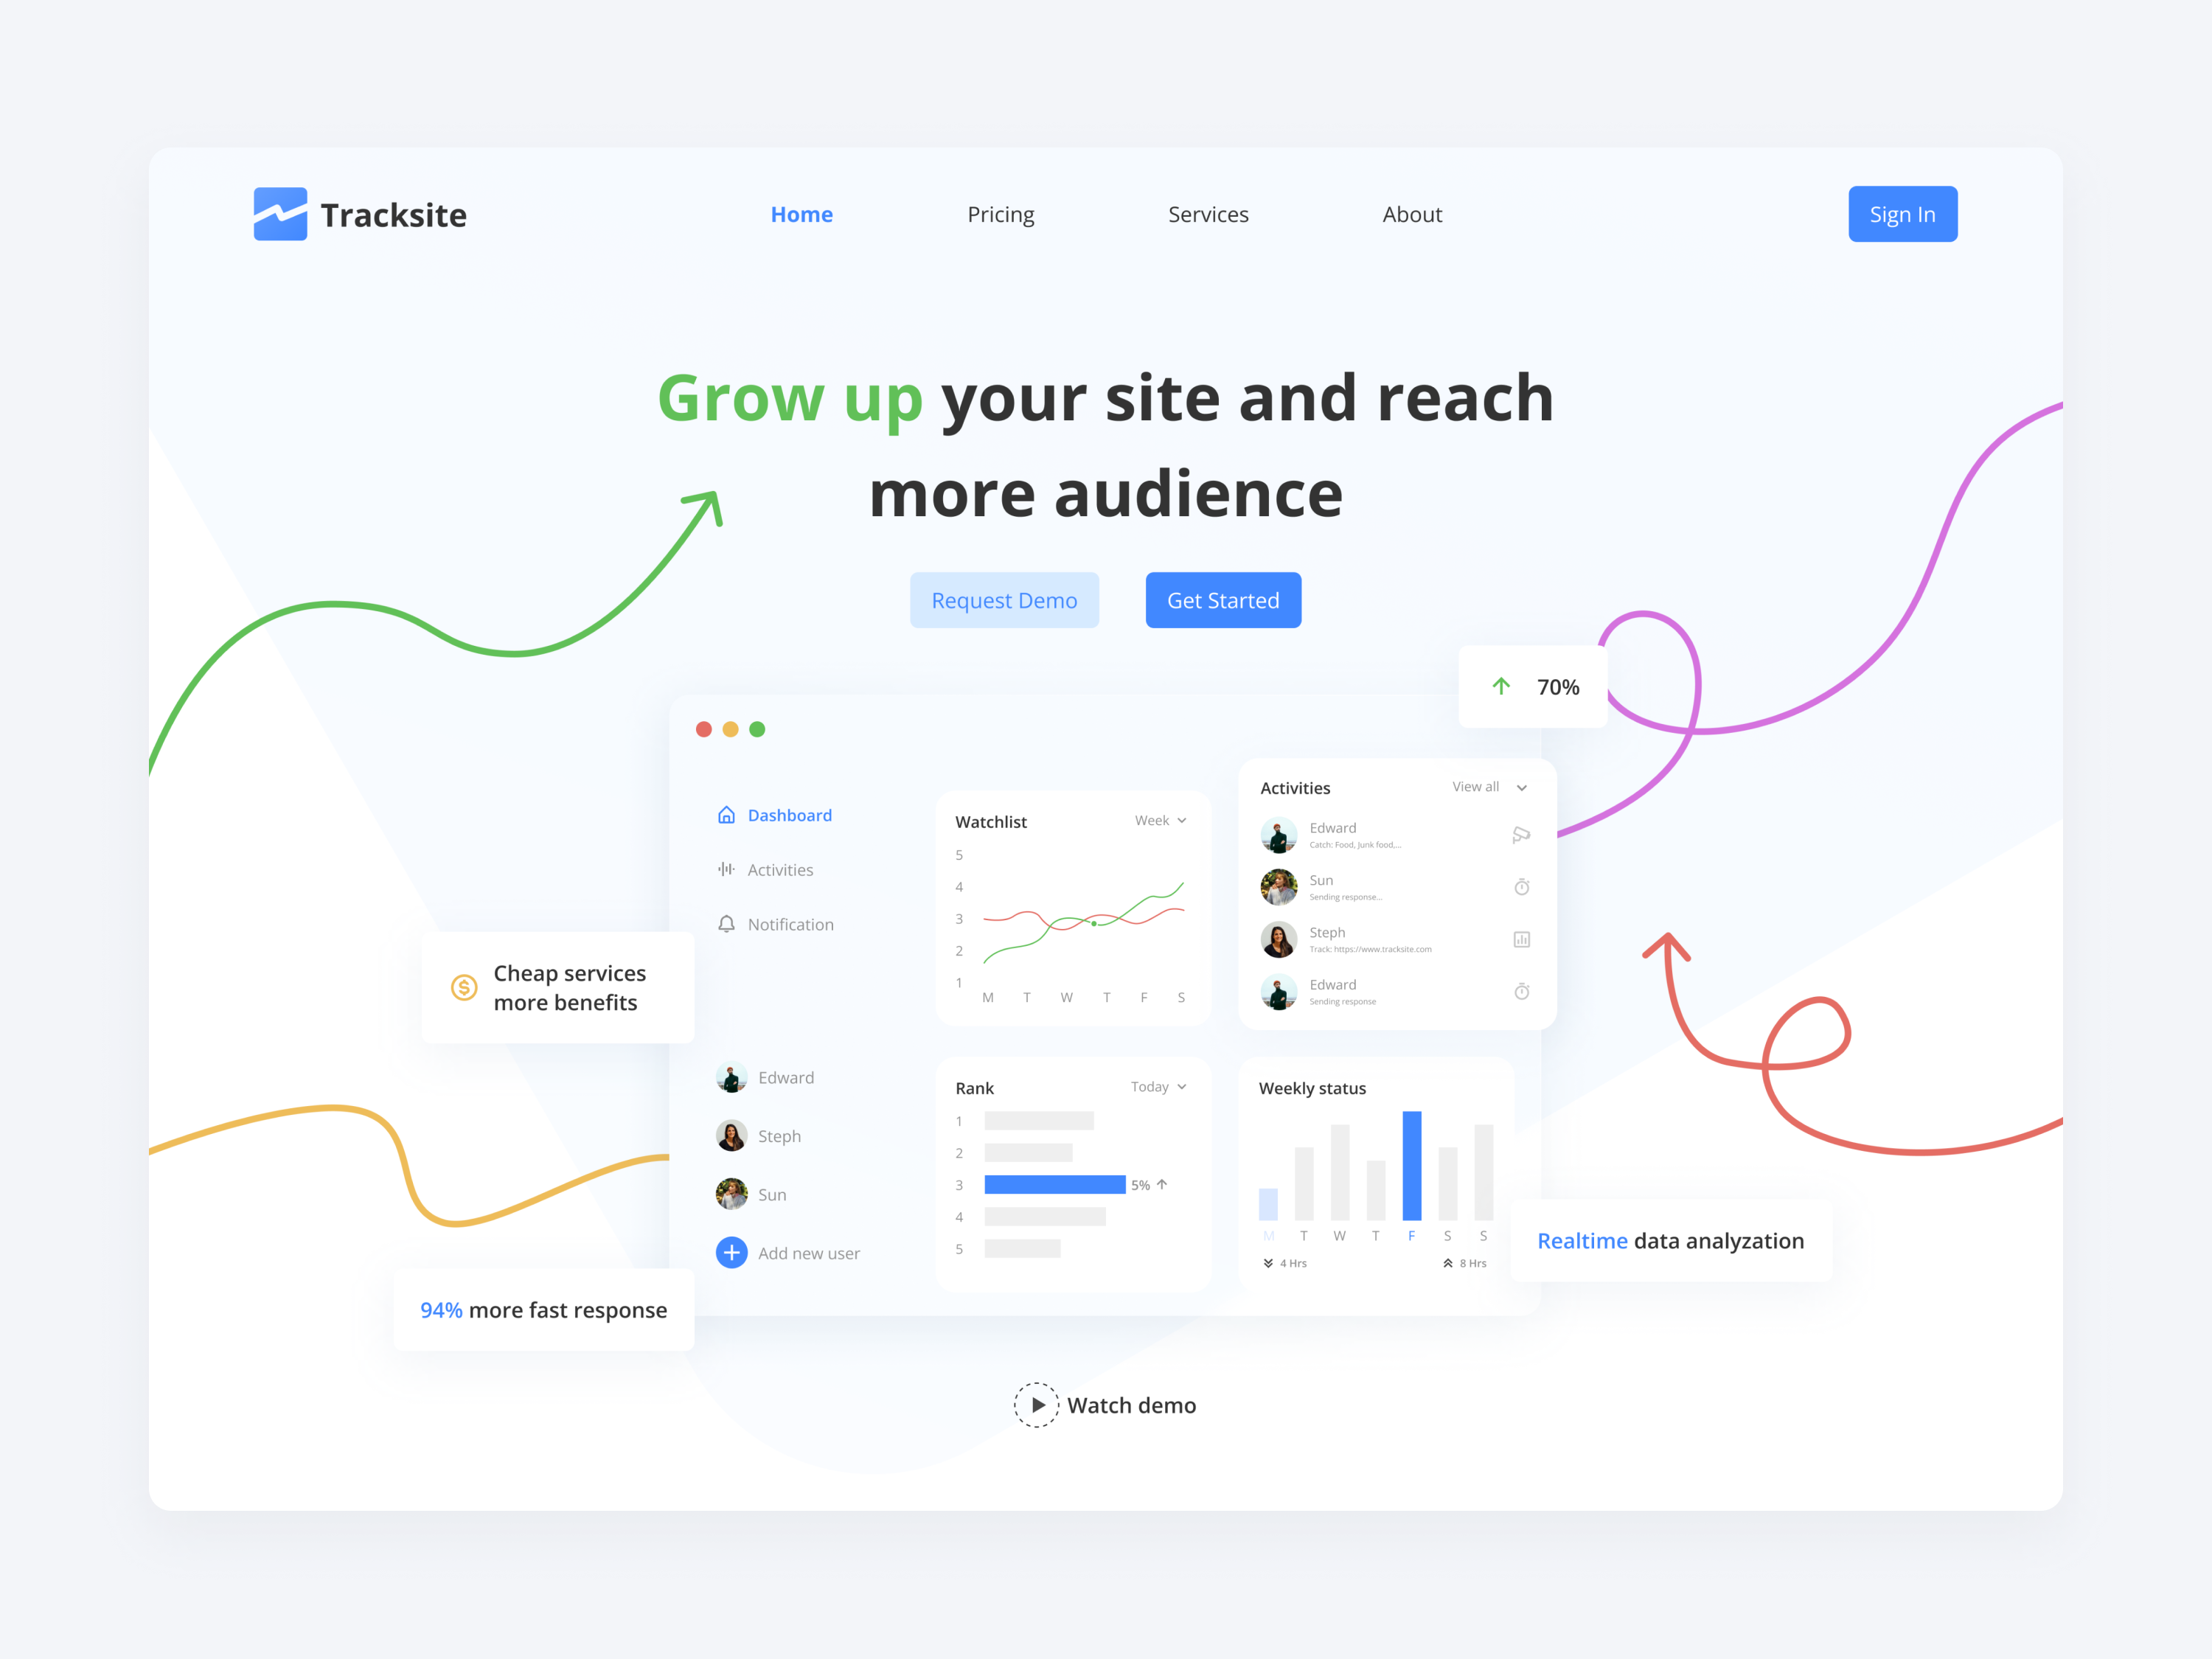 Tracksite
Home
Pricing
Services
About
Sign In
Grow up your site and reach
more audience
Request Demo
Get Started
70%
Dashboard
Activities
Notification
Watchlist
Week
5
4
3
2
1
M T W T F S
Activities
View all
Edward
Catch: Food, Junk food,...
Sun
Sending response...
Steph
Track: https://www.tracksite.com
Edward
Sending response
Cheap services
more benefits
Edward
Steph
Sun
Add new user
Rank
Today
1
2
3
5%
4
5
Weekly status
M T W T F S S
4 Hrs
8 Hrs
Realtime data analyzation
94% more fast response
Watch demo